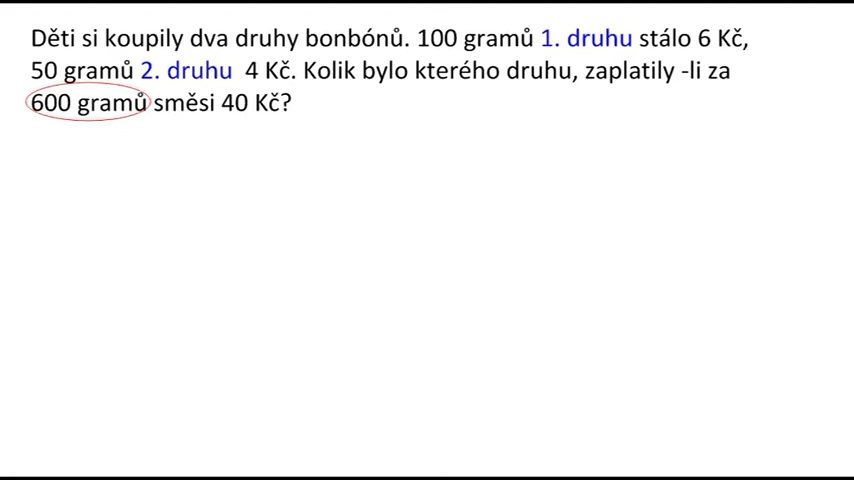 Děti si koupily dva druhy bonbónů. 100 gramů 1. druhu stálo 6 Kč,
50 gramů 2. druhu 4 Kč. Kolik bylo kterého druhu, zaplatily -li za
600 gramů směsi 40 Kč?